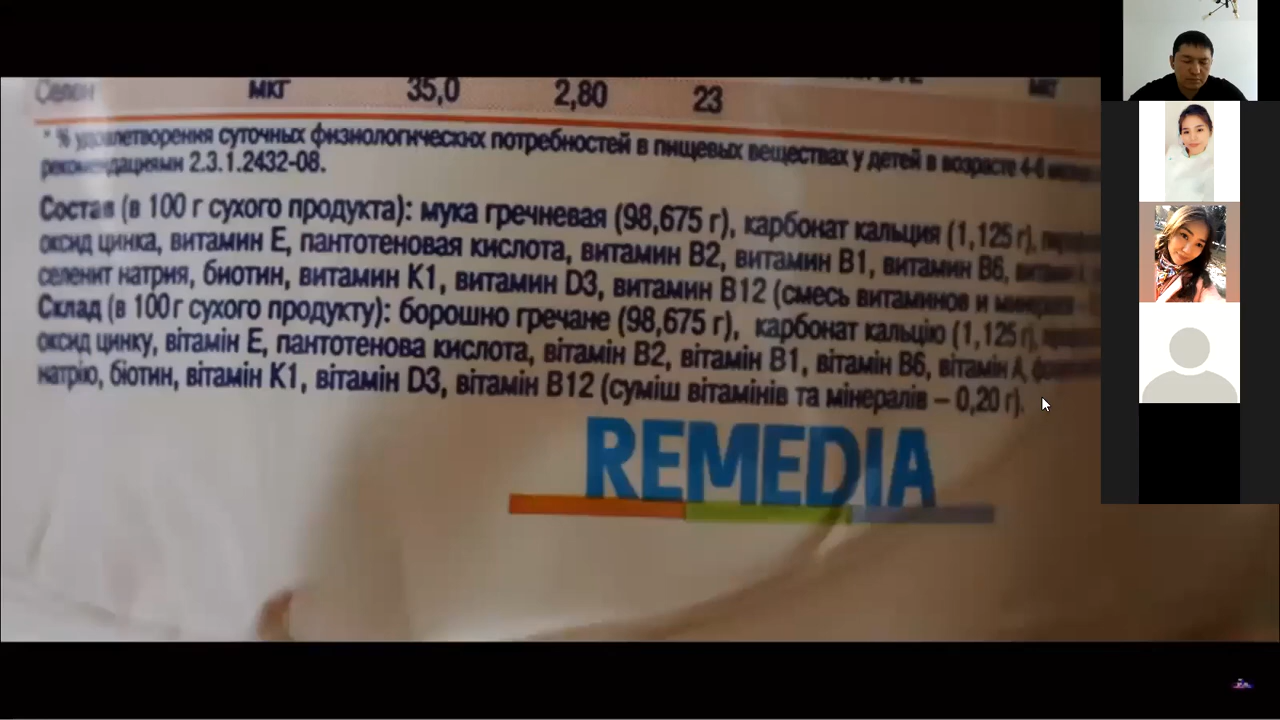 Селен мкг 35,0 2,80 23 мкг
* % удовлетворения суточных физиологических потребностей в пищевых веществах у детей в возрасте 4-6
рекомендациями 2.3.1.2432-08.
Состав (в 100 г сухого продукта): мука гречневая (98,675 г), карбонат кальция (1,125 г),
оксид цинка, витамин Е, пантотеновая кислота, витамин В2, витамин В1, витамин В6, витамин
селенит натрия, биотин, витамин К1, витамин D3, витамин В12 (смесь витаминов и минералов
Склад (в 100 г сухого продукту): борошно гречане (98,675 г), карбонат кальцію (1,125 г),
оксид цинку, вітамін Е, пантотенова кислота, вітамін В2, вітамін В1, вітамін В6, вітамін А,
натрію, біотин, вітамін К1, вітамін D3, вітамін В12 (суміш вітамінів та мінералів – 0,20 г).
REMEDIA